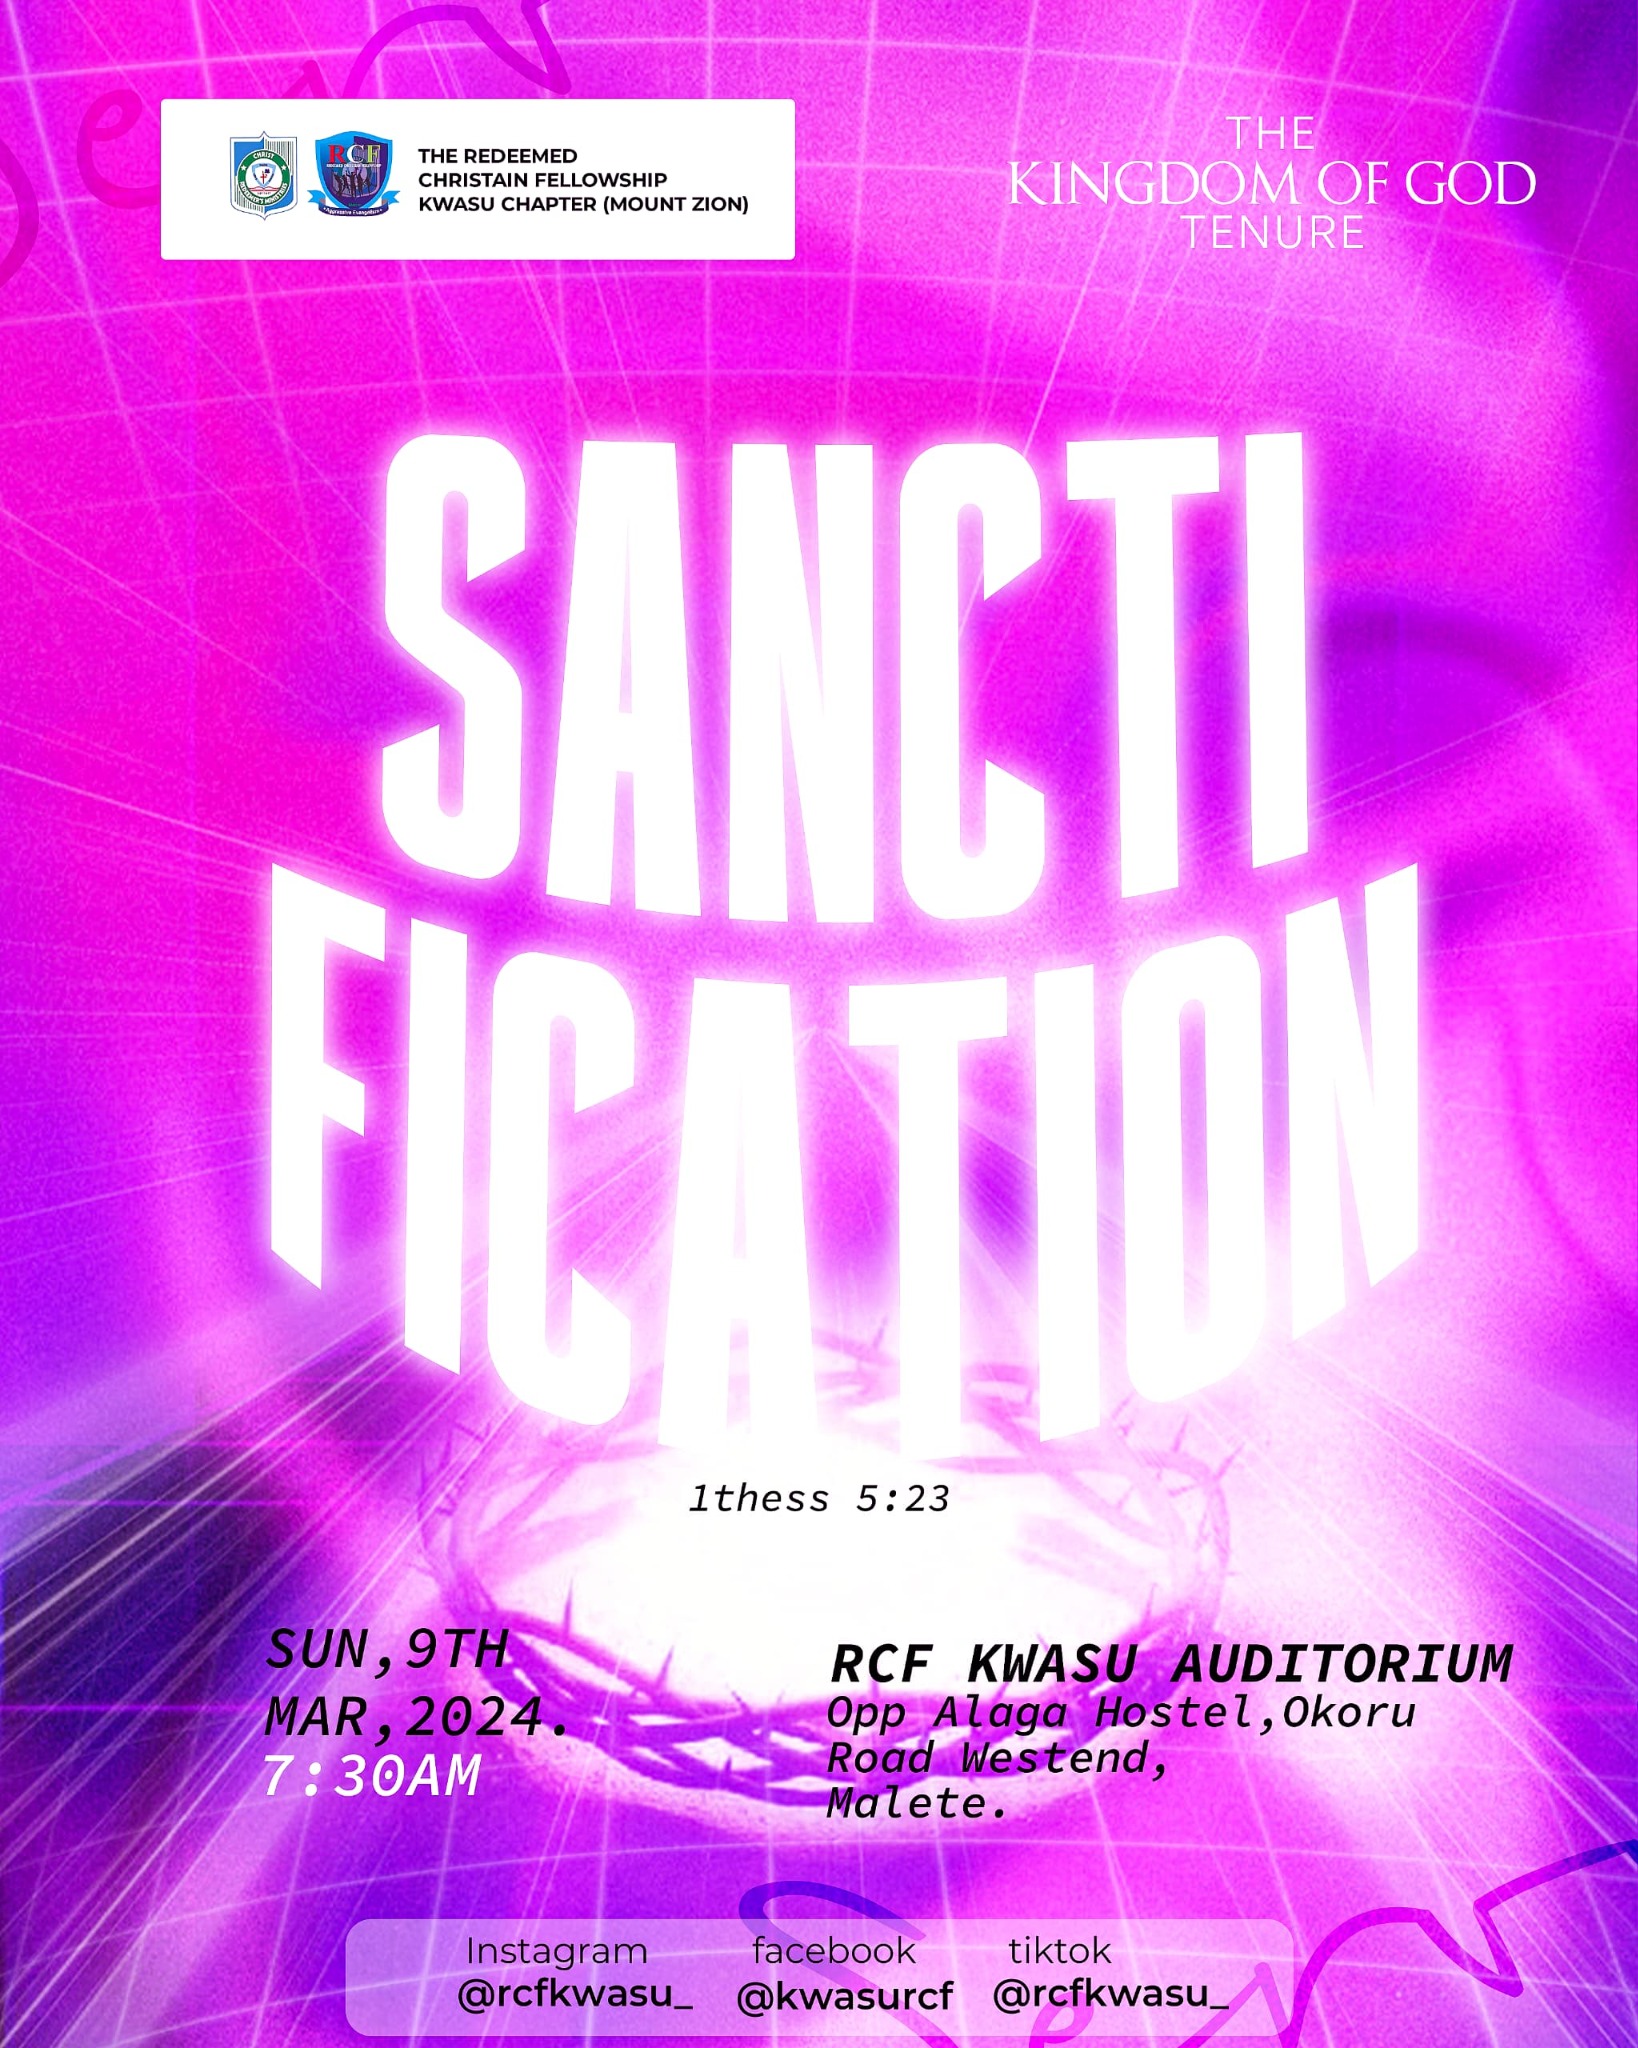 THE REDEEMED
CHRISTAIN FELLOWSHIP
KWASU CHAPTER (MOUNT ZION)
CHRIST
RCF
THE
KINGDOM OF GOD
TENURE
SANCTI
FICATION
1thess 5:23
SUN,9TH
MAR,2024.
7:30AM
RCF KWASU AUDITORIUM
Opp Alaga Hostel,Okoru
Road Westend,
Malete.
Instagram facebook tiktok
@rcfkwasu_ @kwasurcf @rcfkwasu_